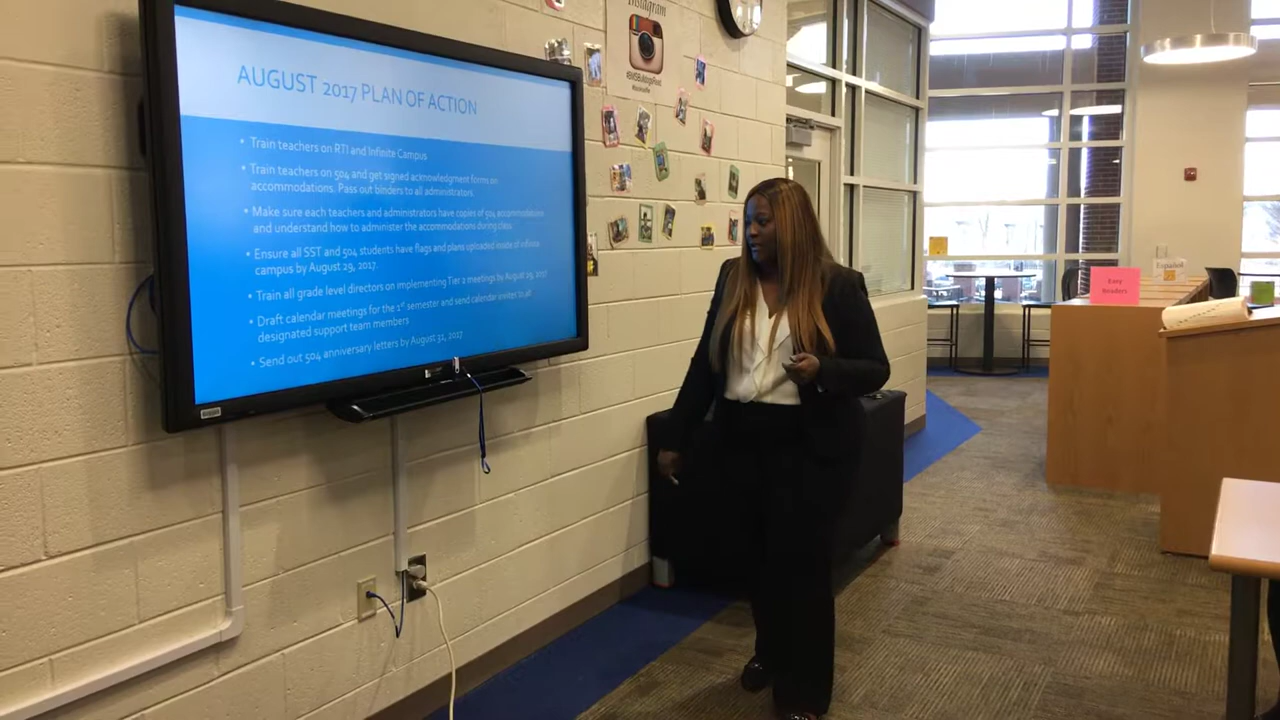 Instagram
#BMSBulldogsRead
AUGUST 2017 PLAN OF ACTION
• Train teachers on RTI and Infinite Campus
• Train teachers on 504 and get signed acknowledgment forms on
accommodations. Pass out binders to all administrators.
• Make sure each teachers and administrators have copies of 504 accommodations
and understand how to administer the accommodations during class.
• Ensure all SST and 504 students have flags and plans uploaded inside of infinite
campus by August 29, 2017.
• Train all grade level directors on implementing Tier 2 meetings by August 29, 2017
• Draft calendar meetings for the 1st semester and send calendar invites to all
designated support team members
• Send out 504 anniversary letters by August 31, 2017
Easy
Readers
Español